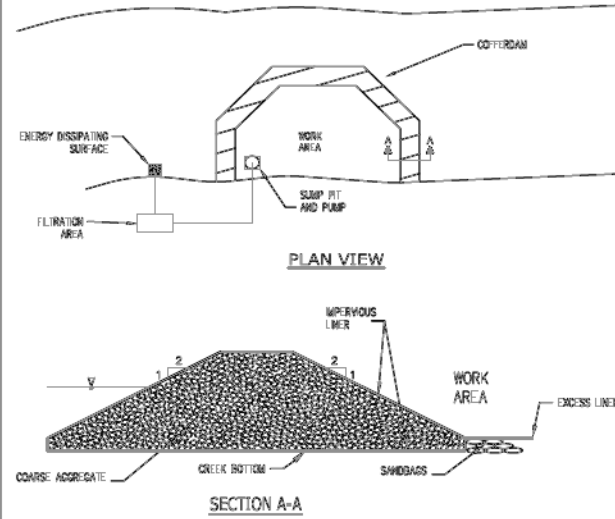 COFFERDAM
ENERGY DISSIPATING
SURFACE
WORK
AREA
A
A
SUMP PIT
AND PUMP
FILTRATION
AREA
PLAN VIEW
IMPERVIOUS
LINER
2
1
2
1
WORK
AREA
EXCESS LINER
COARSE AGGREGATE
CREEK BOTTOM
SANDBAGS
SECTION A-A